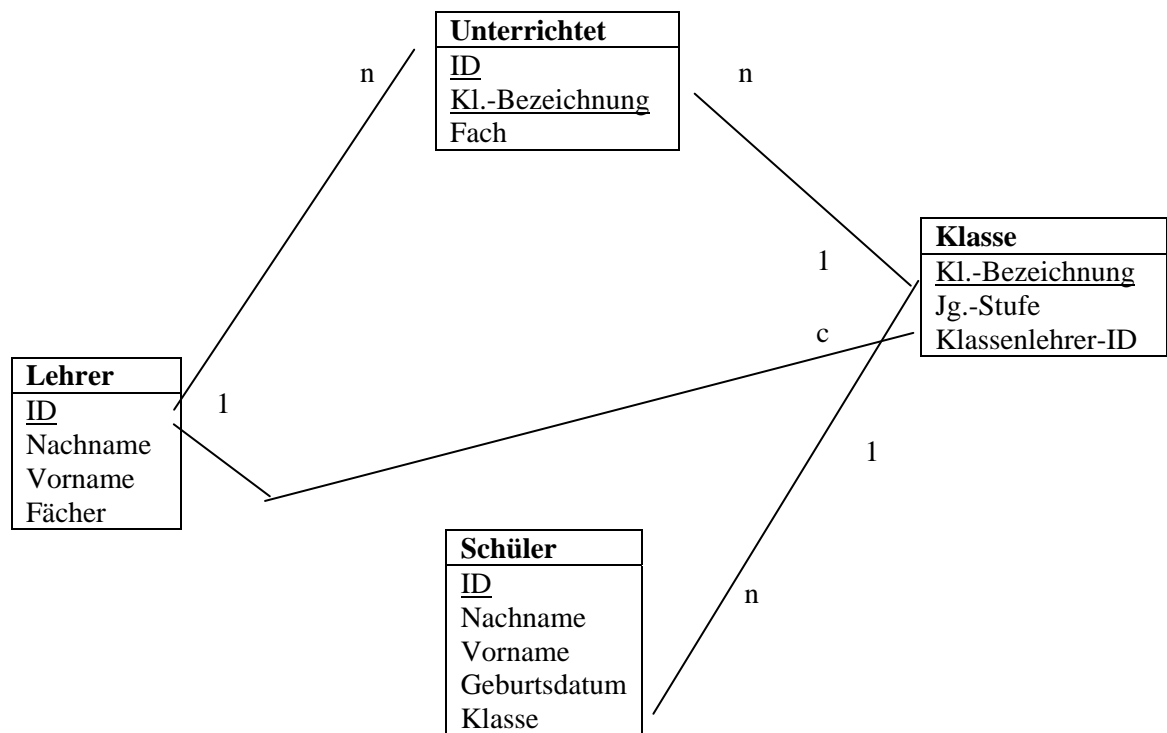 Unterrichtet
ID
Kl.-Bezeichnung
Fach
n
n
Klasse
Kl.-Bezeichnung
Jg.-Stufe
Klassenlehrer-ID
1
c
Lehrer
ID
Nachname
Vorname
Fächer
1
1
Schüler
ID
Nachname
Vorname
Geburtsdatum
Klasse
n